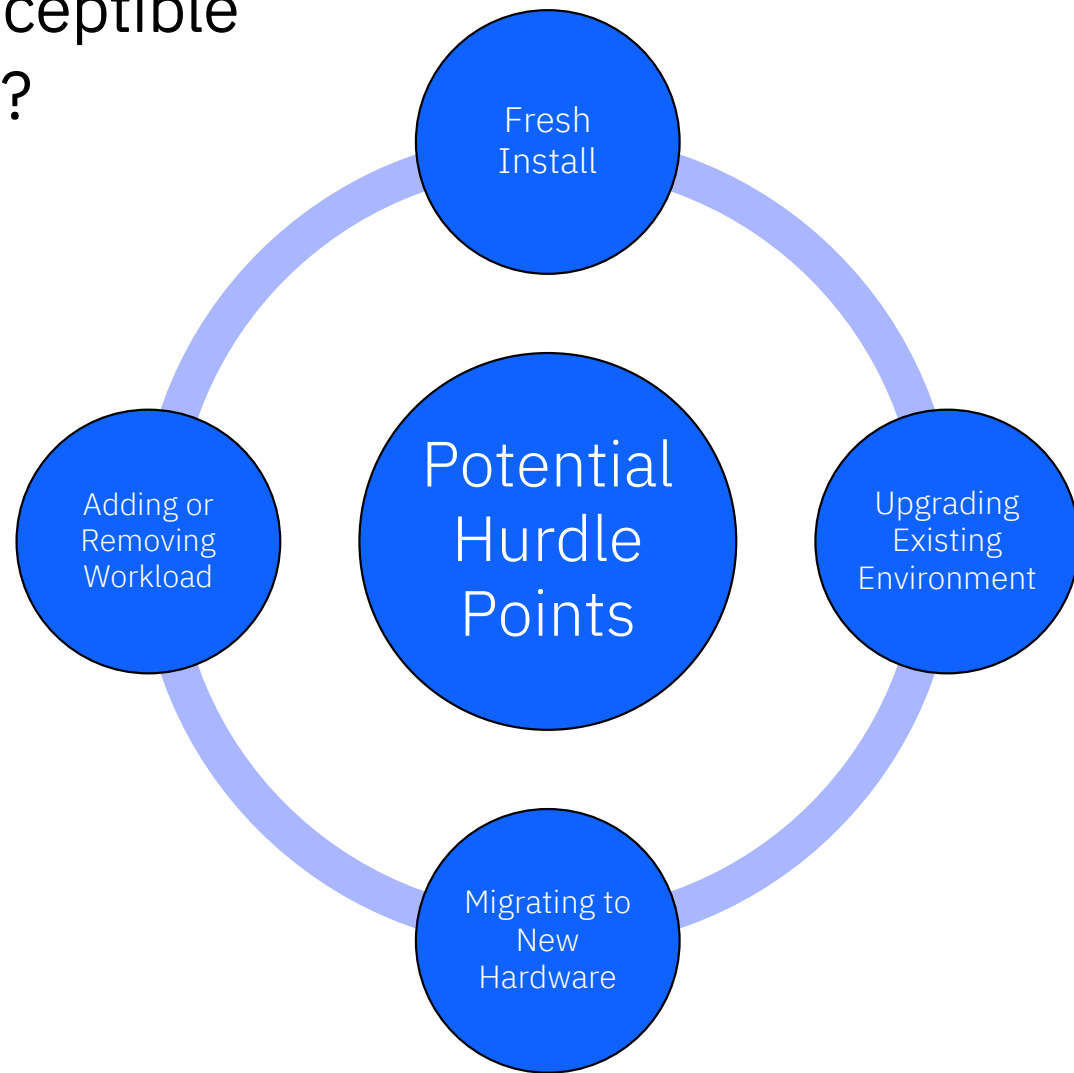 ceptible
?
Fresh
Install
Potential
Hurdle
Points
Adding or
Removing
Workload
Upgrading
Existing
Environment
Migrating to
New
Hardware